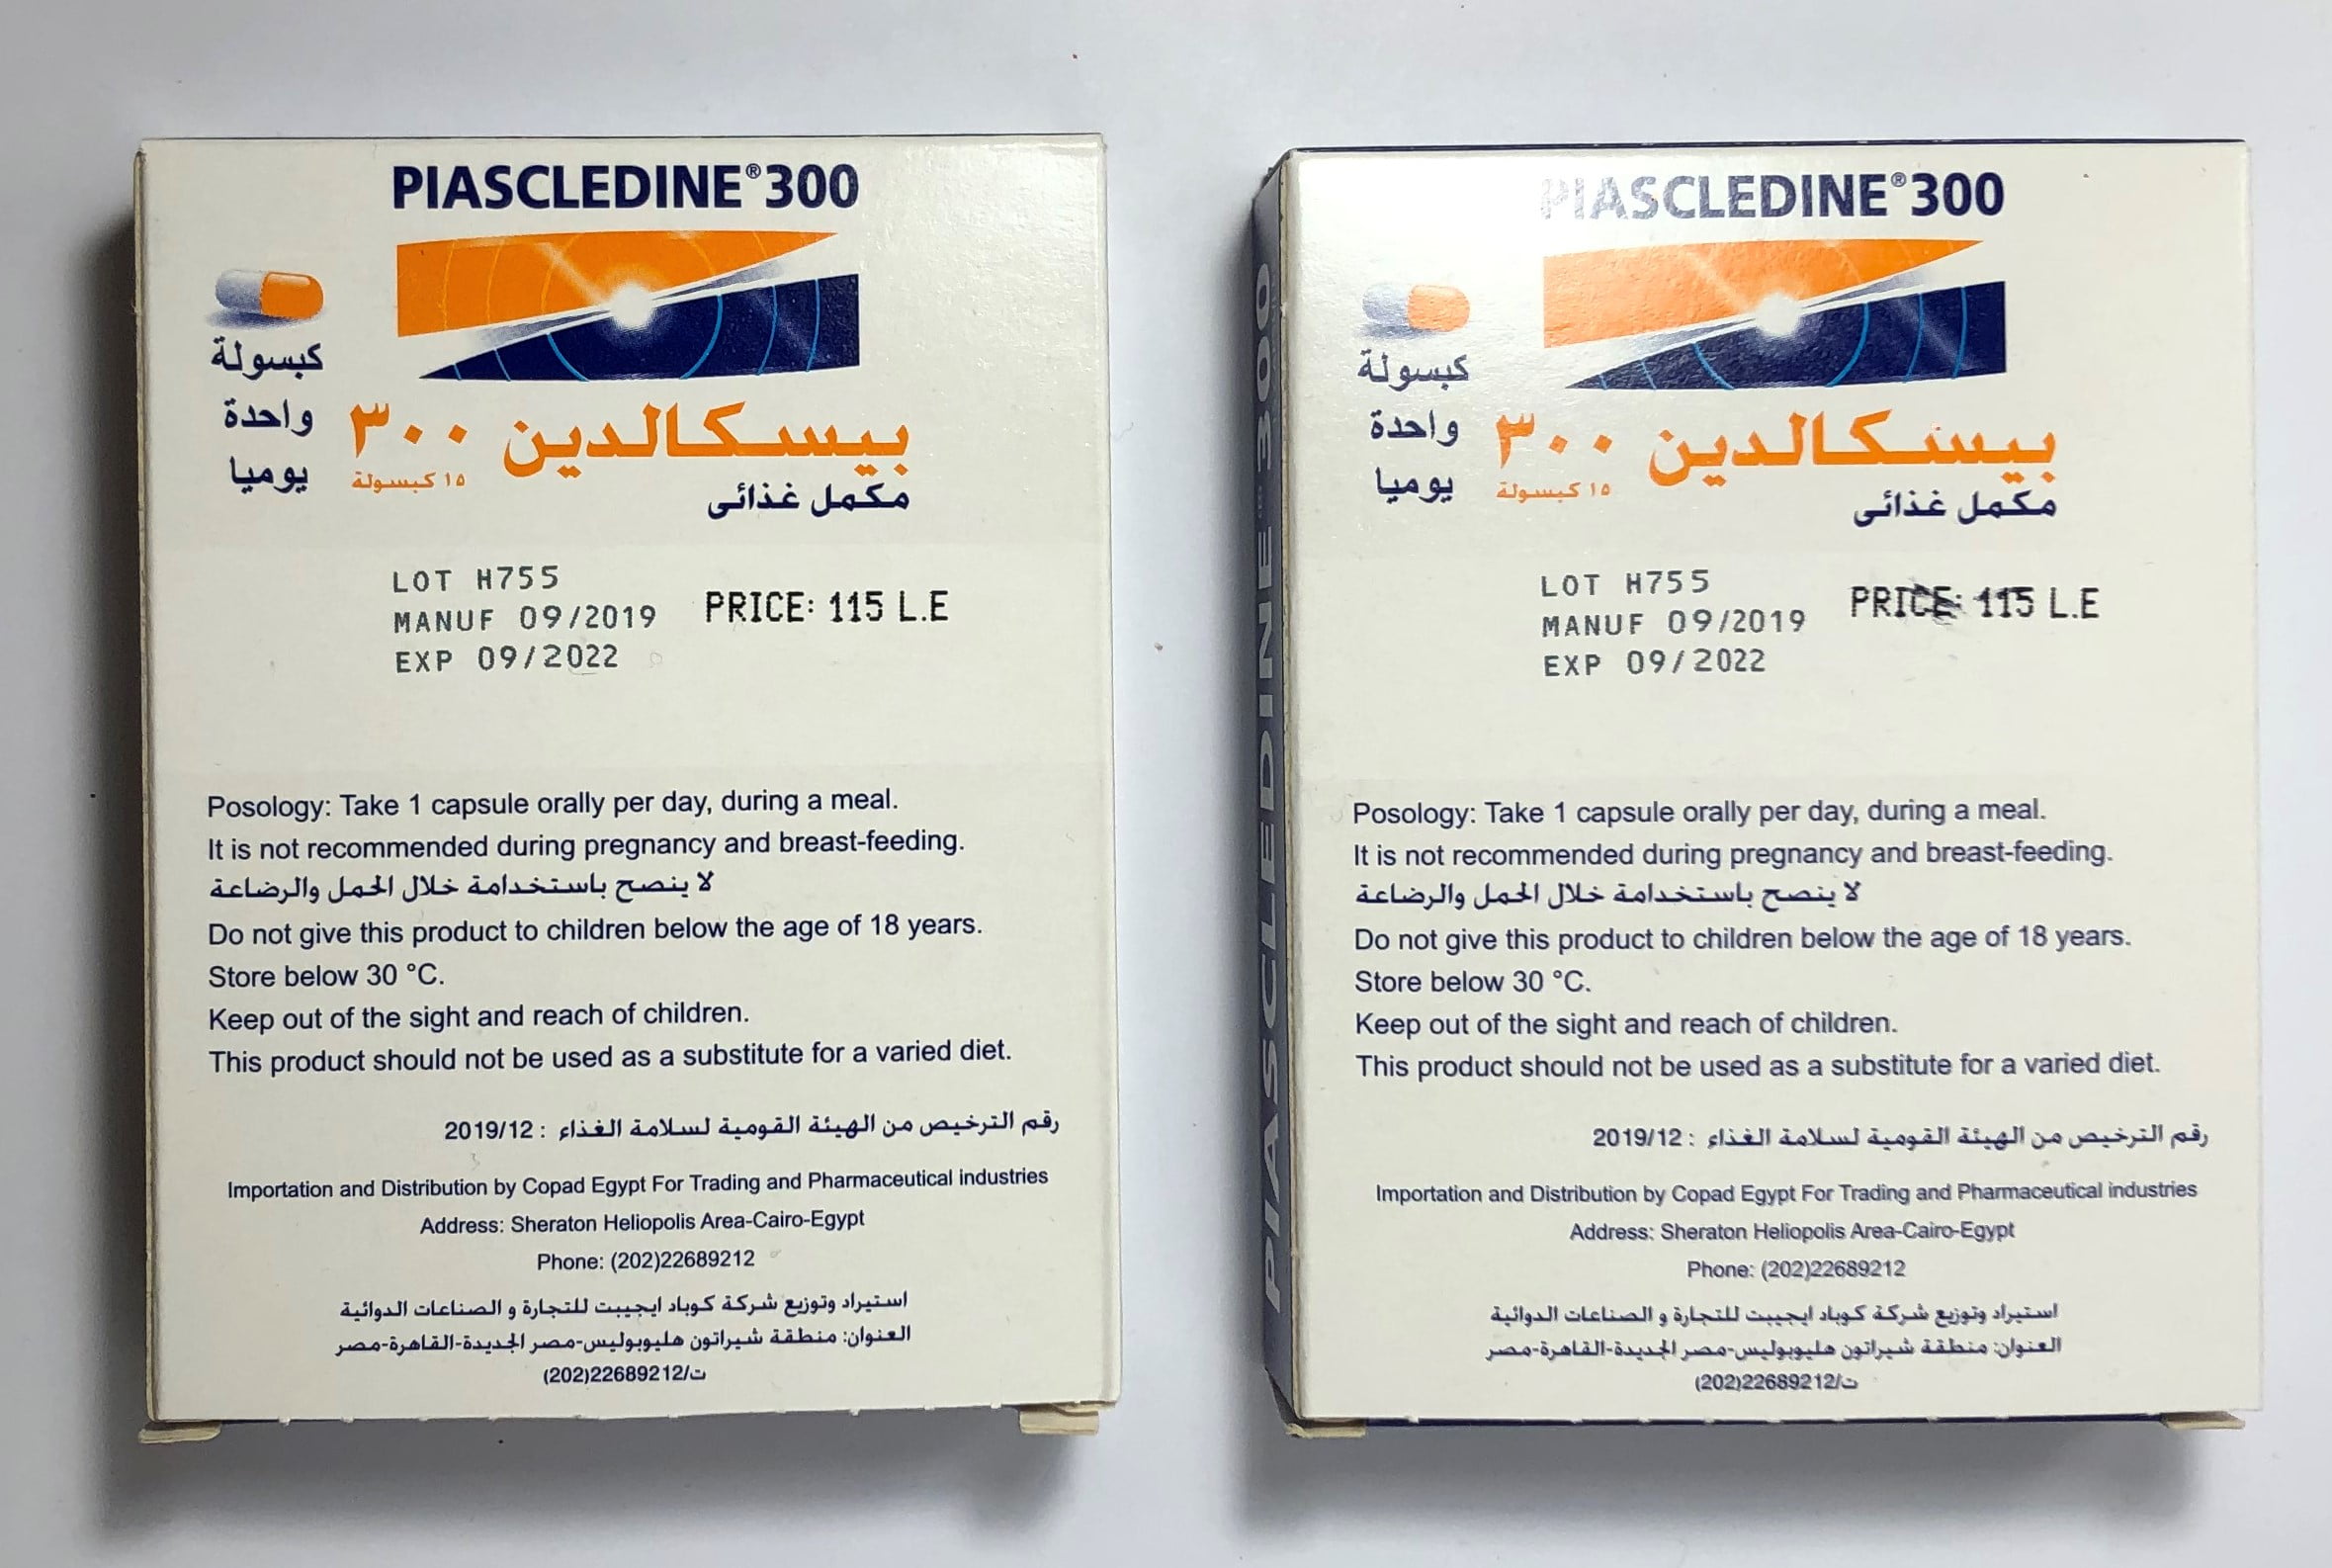 PIASCLEDINE® 300
كبسولة
واحدة
يوميا
بيسكالدين ٣٠٠
١٥ كبسولة
مكمل غذائى
LOT H755
MANUF 09/2019
EXP 09/2022
PRICE: 115 L.E
Posology: Take 1 capsule orally per day, during a meal.
It is not recommended during pregnancy and breast-feeding.
لا ينصح باستخدامة خلال الحمل والرضاعة
Do not give this product to children below the age of 18 years.
Store below 30 °C.
Keep out of the sight and reach of children.
This product should not be used as a substitute for a varied diet.
رقم الترخيص من الهيئة القومية لسلامة الغذاء : 2019/12
Importation and Distribution by Copad Egypt For Trading and Pharmaceutical industries
Address: Sheraton Heliopolis Area-Cairo-Egypt
Phone: (202)22689212
استيراد وتوزيع شركة كوباد ايجيبت للتجارة و الصناعات الدوائية
العنوان: منطقة شيراتون هليوبوليس-مصر الجديدة-القاهرة-مصر
ت/22689212(202)
PIASCLEDINE® 300
PIASCLEDINE® 300
كبسولة
واحدة
يوميا
بيسكالدين ٣٠٠
١٥ كبسولة
مكمل غذائى
LOT H755
MANUF 09/2019
EXP 09/2022
PRICE: 115 L.E
Posology: Take 1 capsule orally per day, during a meal.
It is not recommended during pregnancy and breast-feeding.
لا ينصح باستخدامة خلال الحمل والرضاعة
Do not give this product to children below the age of 18 years.
Store below 30 °C.
Keep out of the sight and reach of children.
This product should not be used as a substitute for a varied diet.
رقم الترخيص من الهيئة القومية لسلامة الغذاء : 2019/12
Importation and Distribution by Copad Egypt For Trading and Pharmaceutical industries
Address: Sheraton Heliopolis Area-Cairo-Egypt
Phone: (202)22689212
استيراد وتوزيع شركة كوباد ايجيبت للتجارة و الصناعات الدوائية
العنوان: منطقة شيراتون هليوبوليس-مصر الجديدة-القاهرة-مصر
ت/22689212(202)